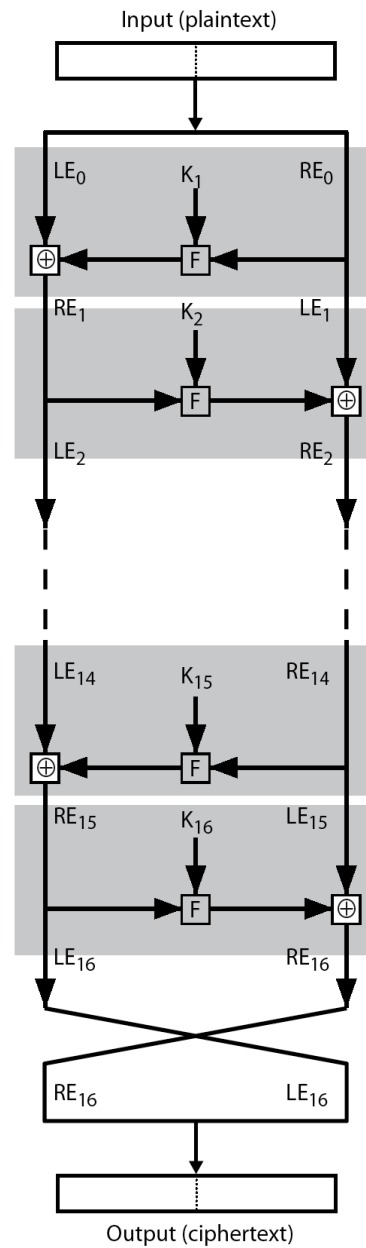 Input (plaintext)
LE0 K1 RE0
⊕ F
RE1 K2 LE1
F ⊕
LE2 RE2
LE14 K15 RE14
⊕ F
RE15 K16 LE15
F ⊕
LE16 RE16
RE16 LE16
Output (ciphertext)